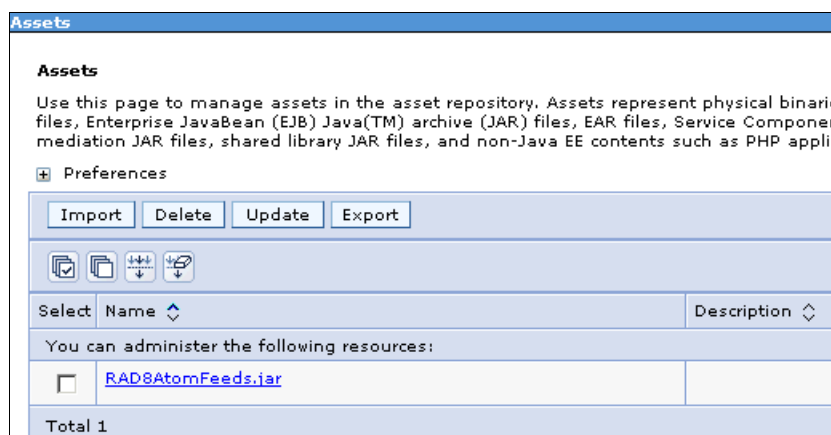 Assets
Assets
Use this page to manage assets in the asset repository. Assets represent physical
files, Enterprise JavaBean (EJB) Java(TM) archive (JAR) files, EAR files, Service
mediation JAR files, shared library JAR files, and non-Java EE contents such as PHP
Preferences
Import Delete Update Export
Select Name Description
You can administer the following resources:
RAD8AtomFeeds.jar
Total 1